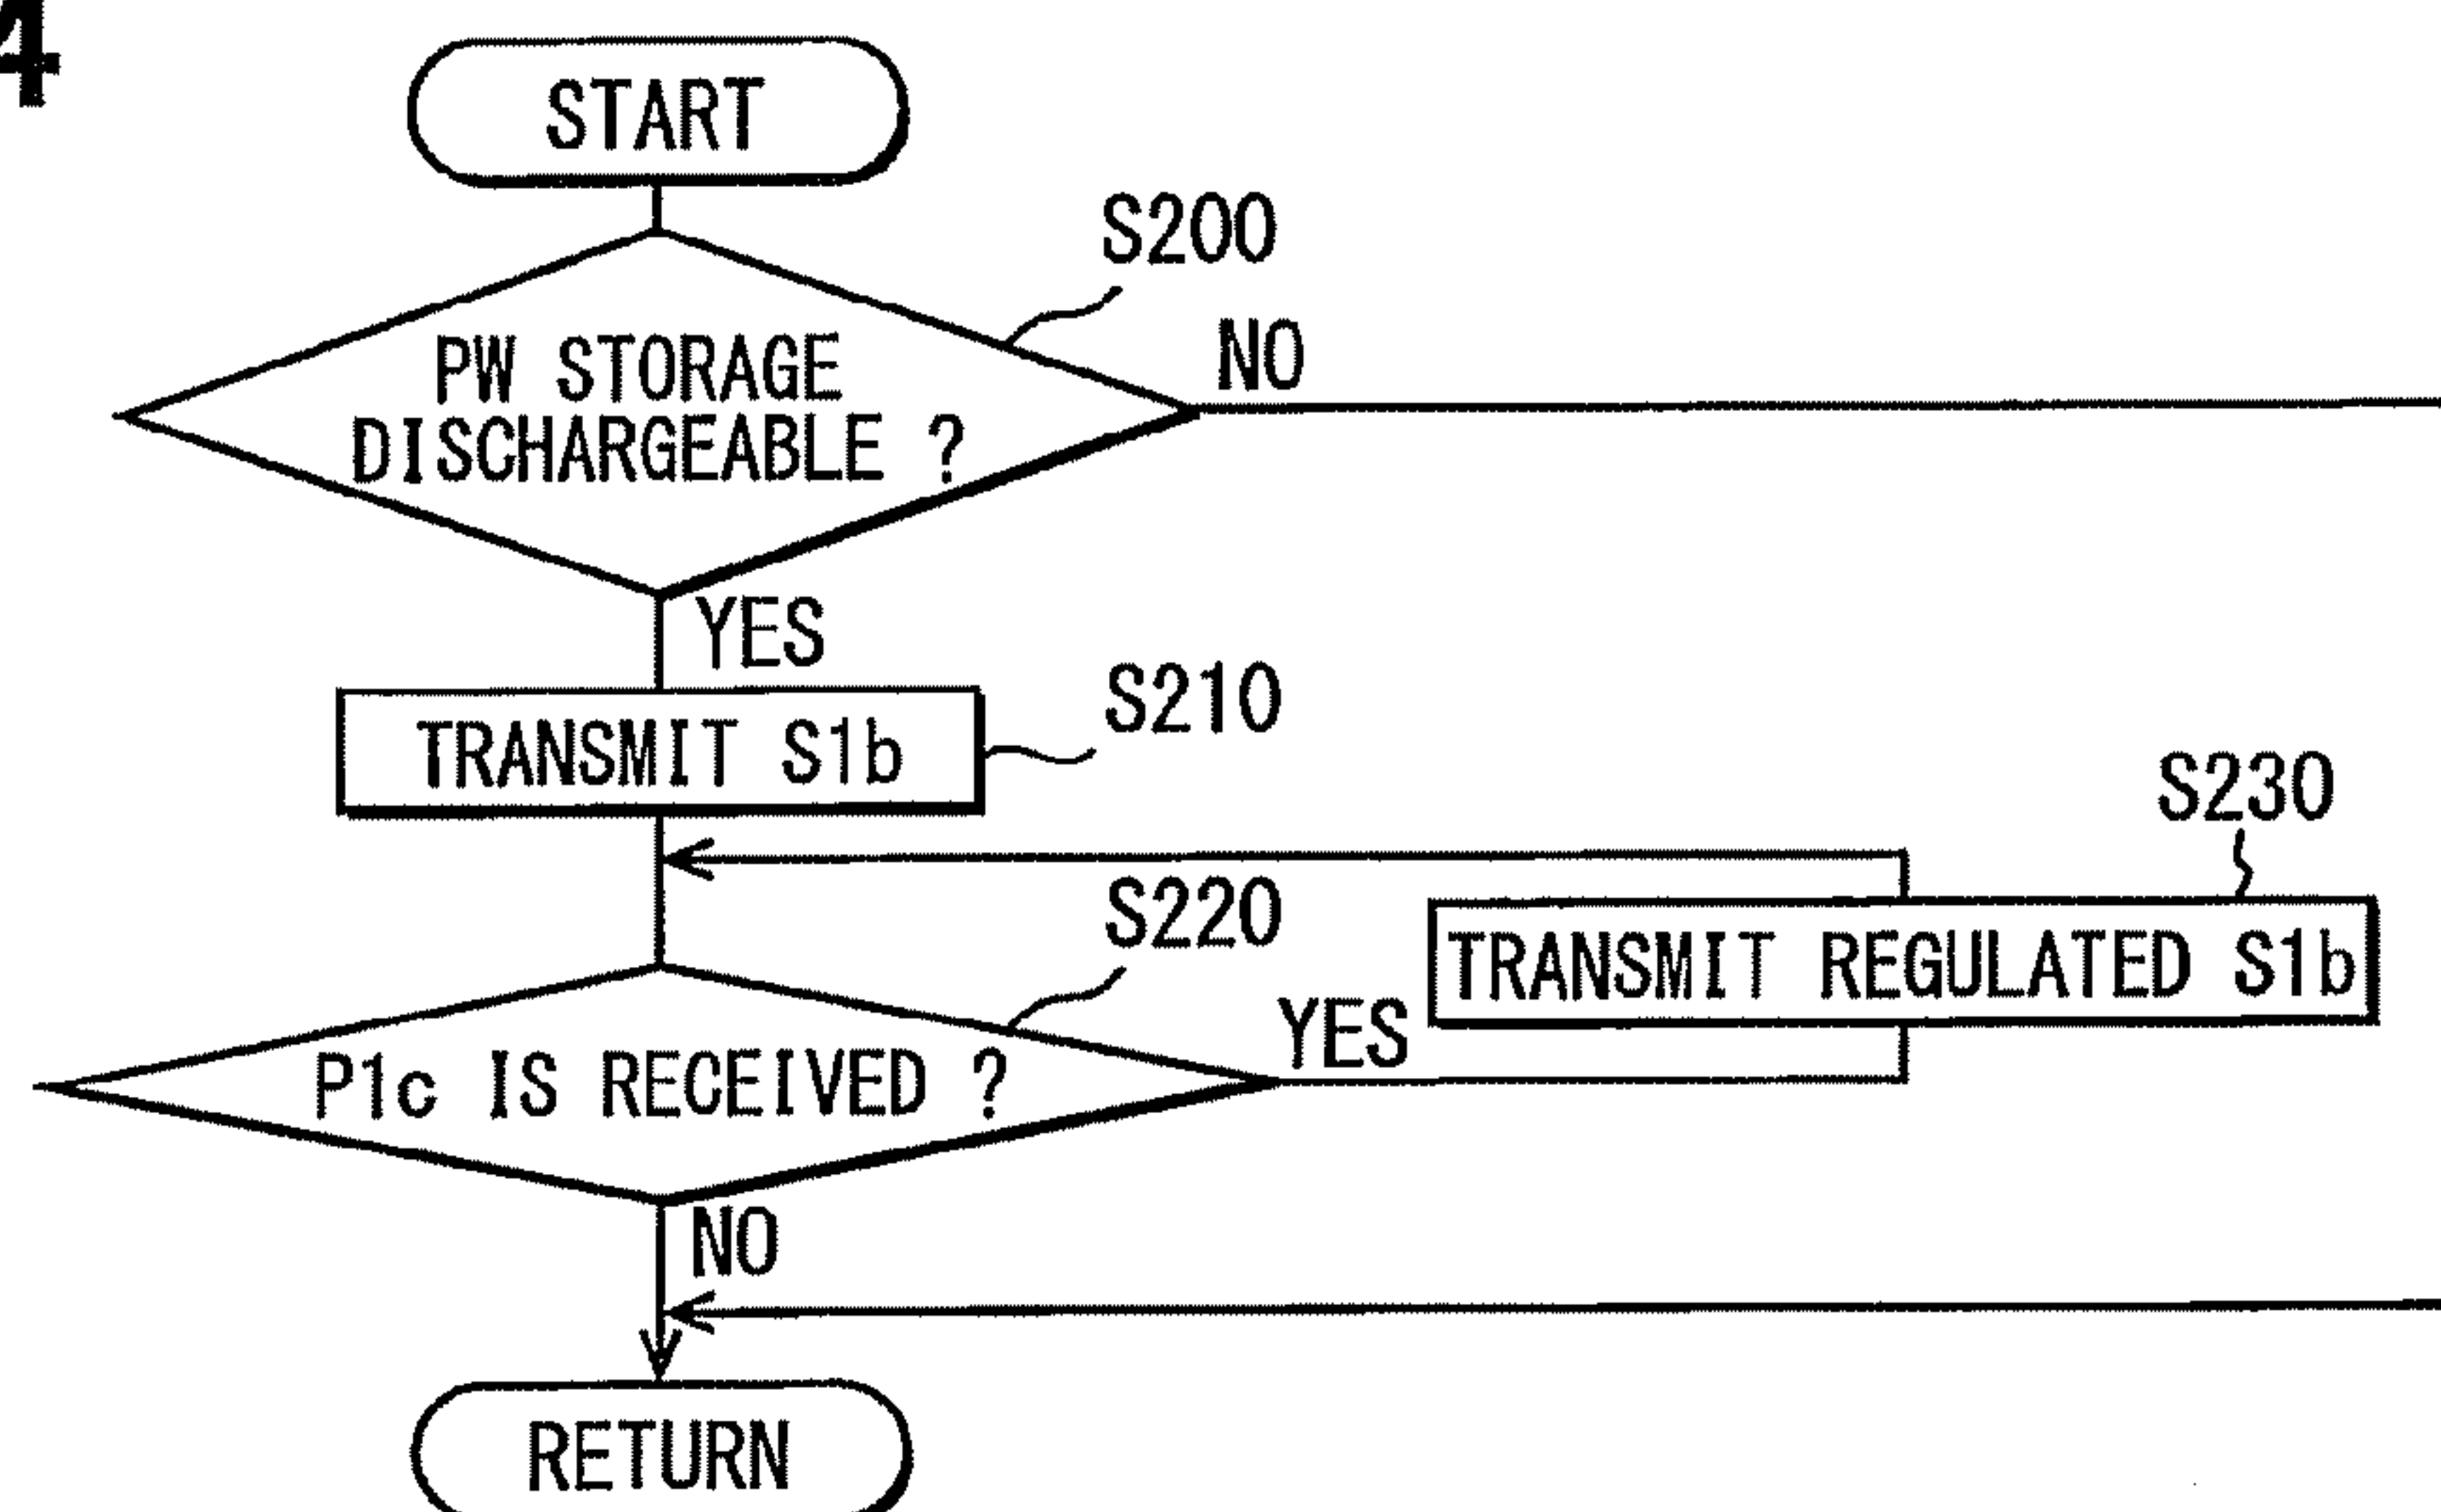 4
START
S200
PW STORAGE
DISCHARGEABLE ?
NO
YES
TRANSMIT S1b
S210
S230
TRANSMIT REGULATED S1b
S220
P1c IS RECEIVED ?
YES
NO
RETURN